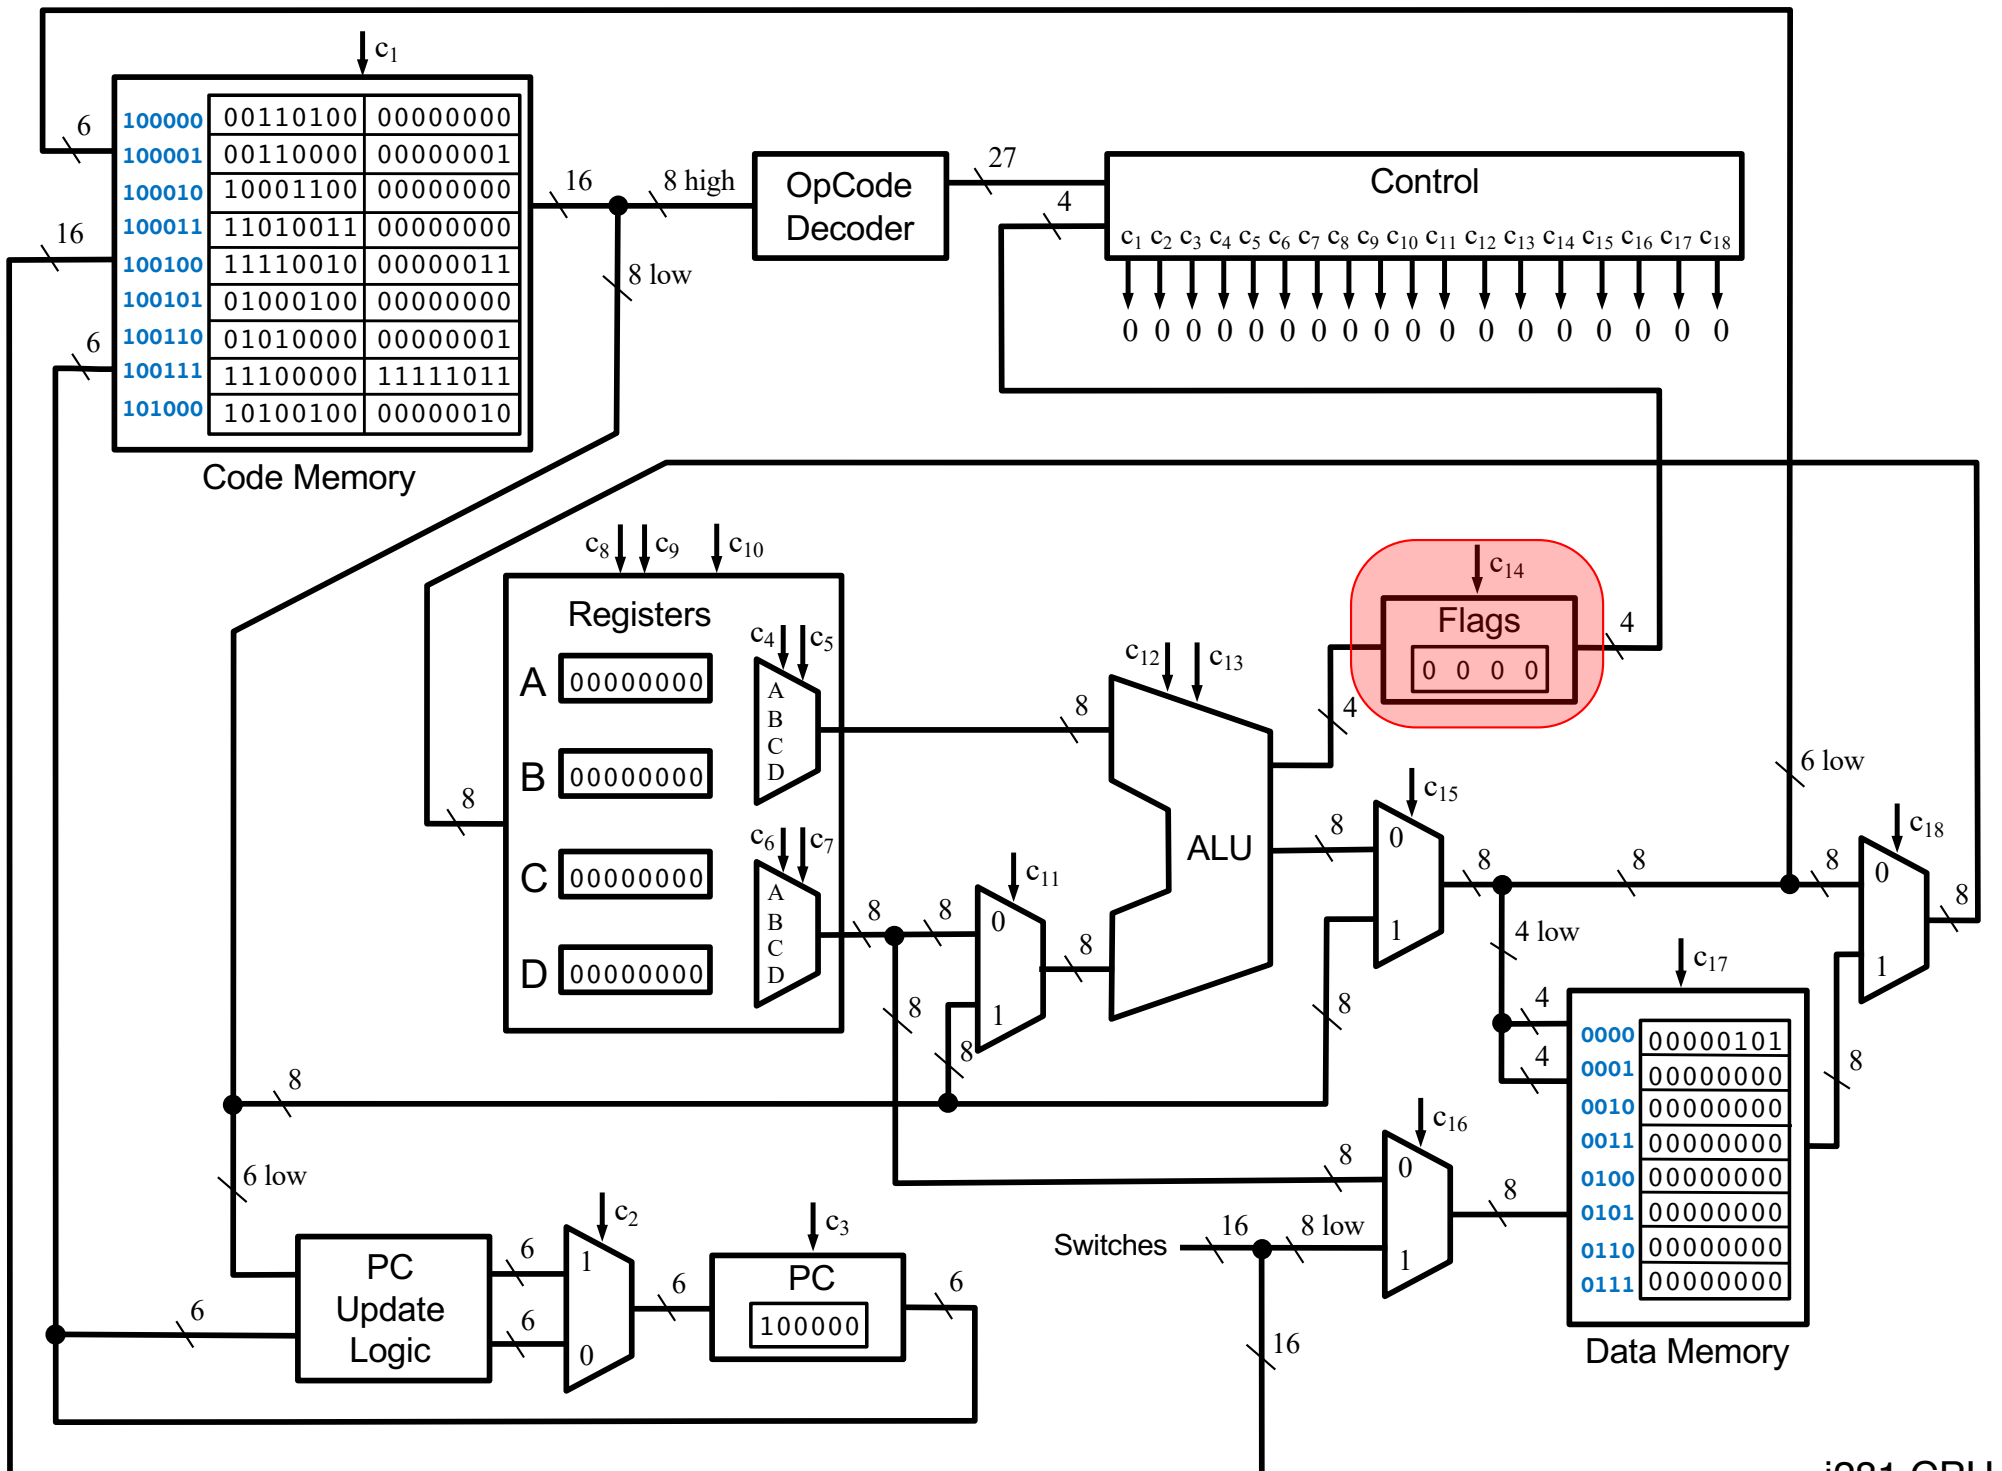 c1
6
100000 00110100 00000000
100001 00110000 00000001
100010 10001100 00000000
100011 11010011 00000000
100100 11110010 00000011
100101 01000100 00000000
100110 01010000 00000001
100111 11100000 11111011
101000 10100100 00000010
16
6
Code Memory
16
8 high
8 low
OpCode
Decoder
27
4
Control
c1 c2 c3 c4 c5 c6 c7 c8 c9 c10 c11 c12 c13 c14 c15 c16 c17 c18
0 0 0 0 0 0 0 0 0 0 0 0 0 0 0 0 0 0
c8 c9 c10
Registers
A 00000000
B 00000000
C 00000000
D 00000000
8
c4 c5
A
B
C
D
c6 c7
A
B
C
D
8
8
8
8
c11
0
1
8
8
c12 c13
ALU
c14
Flags
0 0 0 0
4
4
8
c15
0
1
8
8
8
8
6 low
4 low
8
c18
0
1
8
c17
4
4
0000 00000101
0001 00000000
0010 00000000
0011 00000000
0100 00000000
0101 00000000
0110 00000000
0111 00000000
Data Memory
8
c16
8
0
1
8
Switches
16
8 low
16
8
6 low
PC
Update
Logic
6
6
6
c2
1
0
6
c3
PC
100000
6